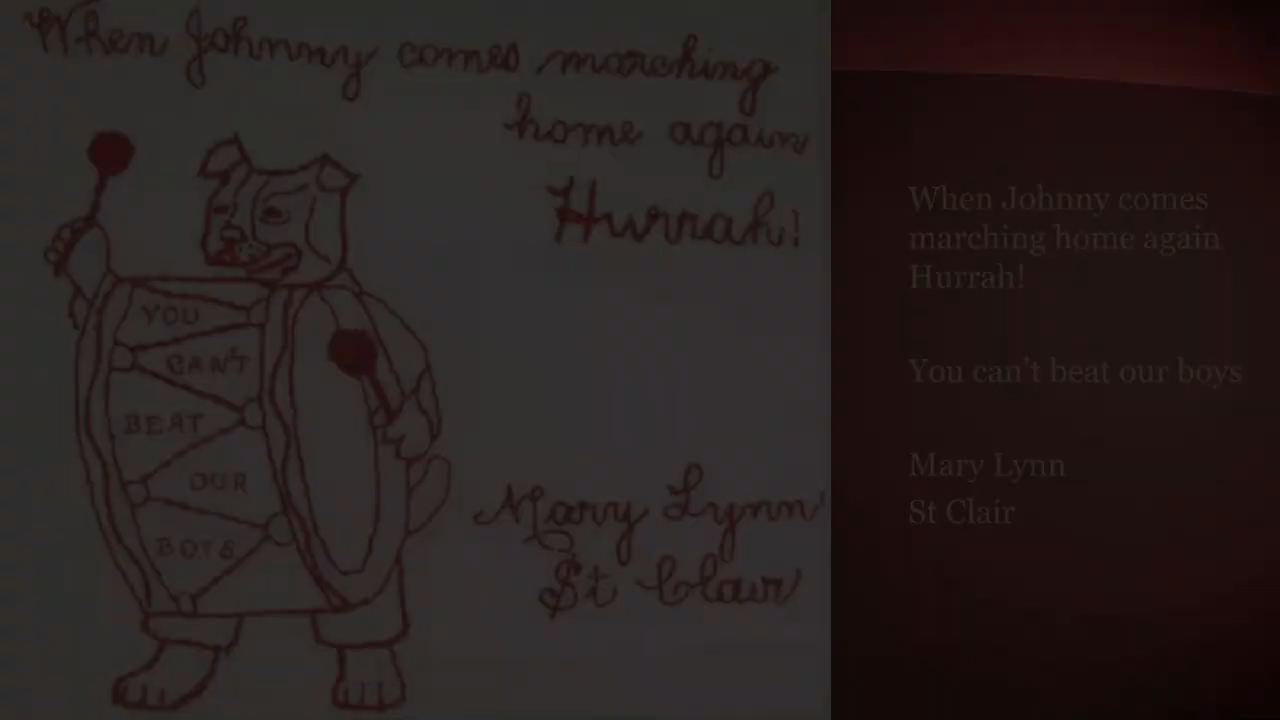 When Johnny comes marching
home again
Hurrah!
YOU
CAN'T
BEAT
OUR
BOYS
Mary Lynn
St Clair
When Johnny comes
marching home again
Hurrah!
You can't beat our boys
Mary Lynn
St Clair